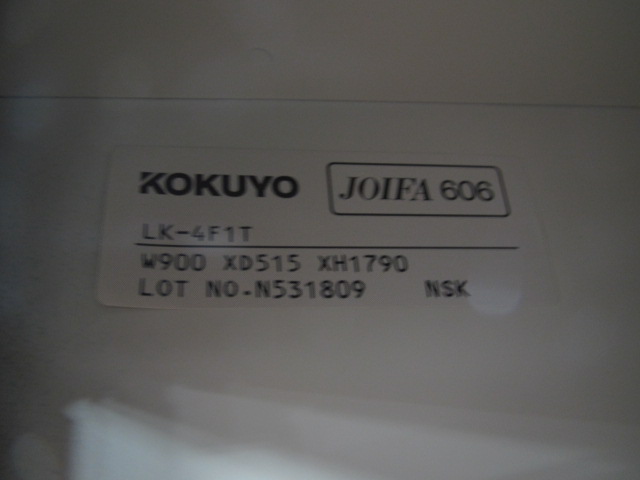 KOKUYO JOIFA 606
LK-4F1T
W900 XD515 XH1790
LOT NO.N531809 NSK